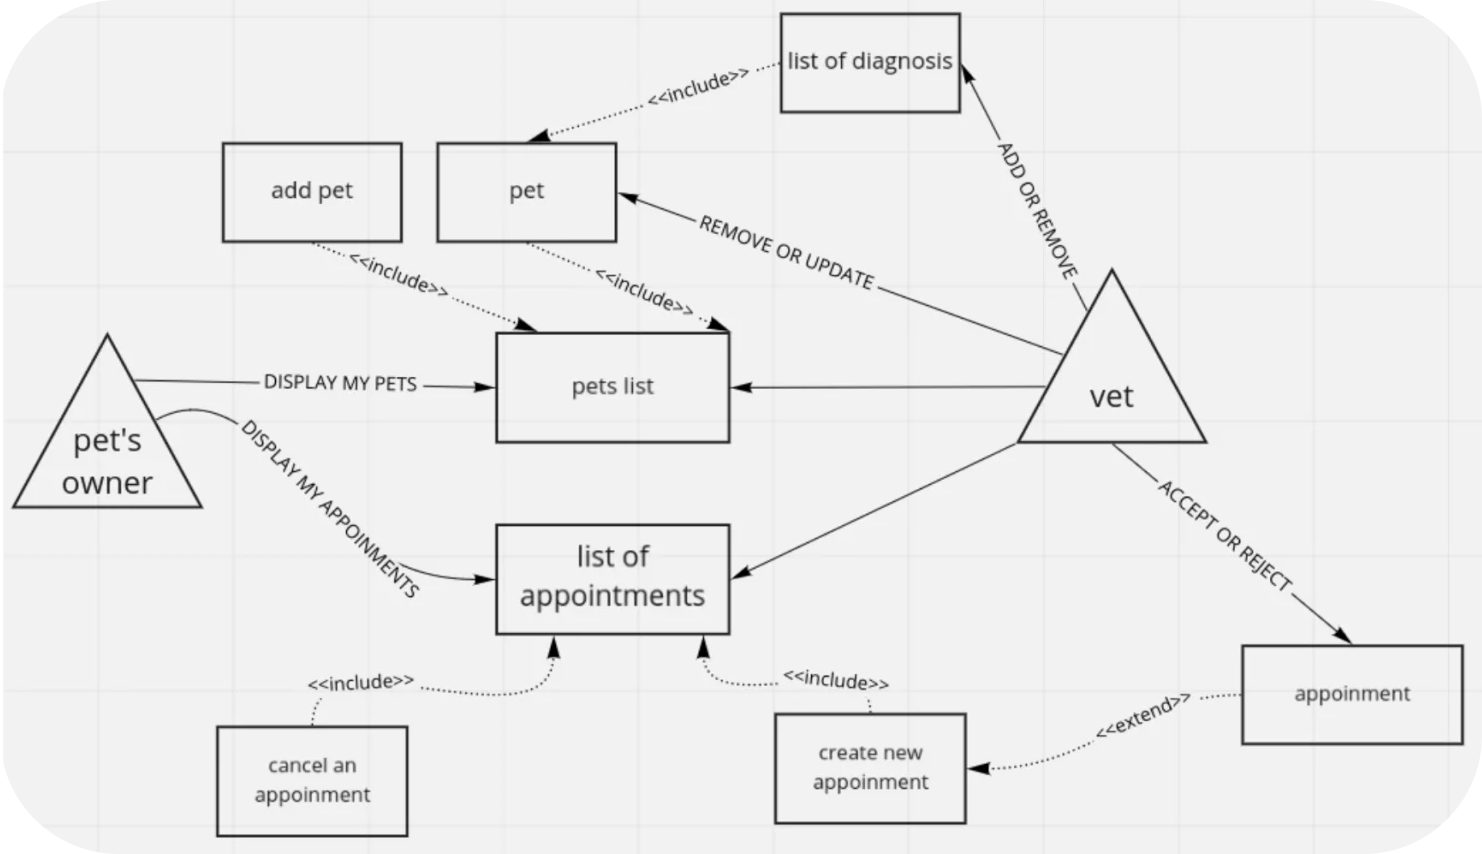 list of diagnosis
<<include>>
add pet
pet
ADD OR REMOVE
REMOVE OR UPDATE
<<include>>
<<include>>
DISPLAY MY PETS
pets list
vet
pet's
owner
DISPLAY MY APPOINMENTS
list of
appointments
ACCEPT OR REJECT
<<include>>
<<include>>
<<extend>>
appoinment
cancel an
appoinment
create new
appoinment